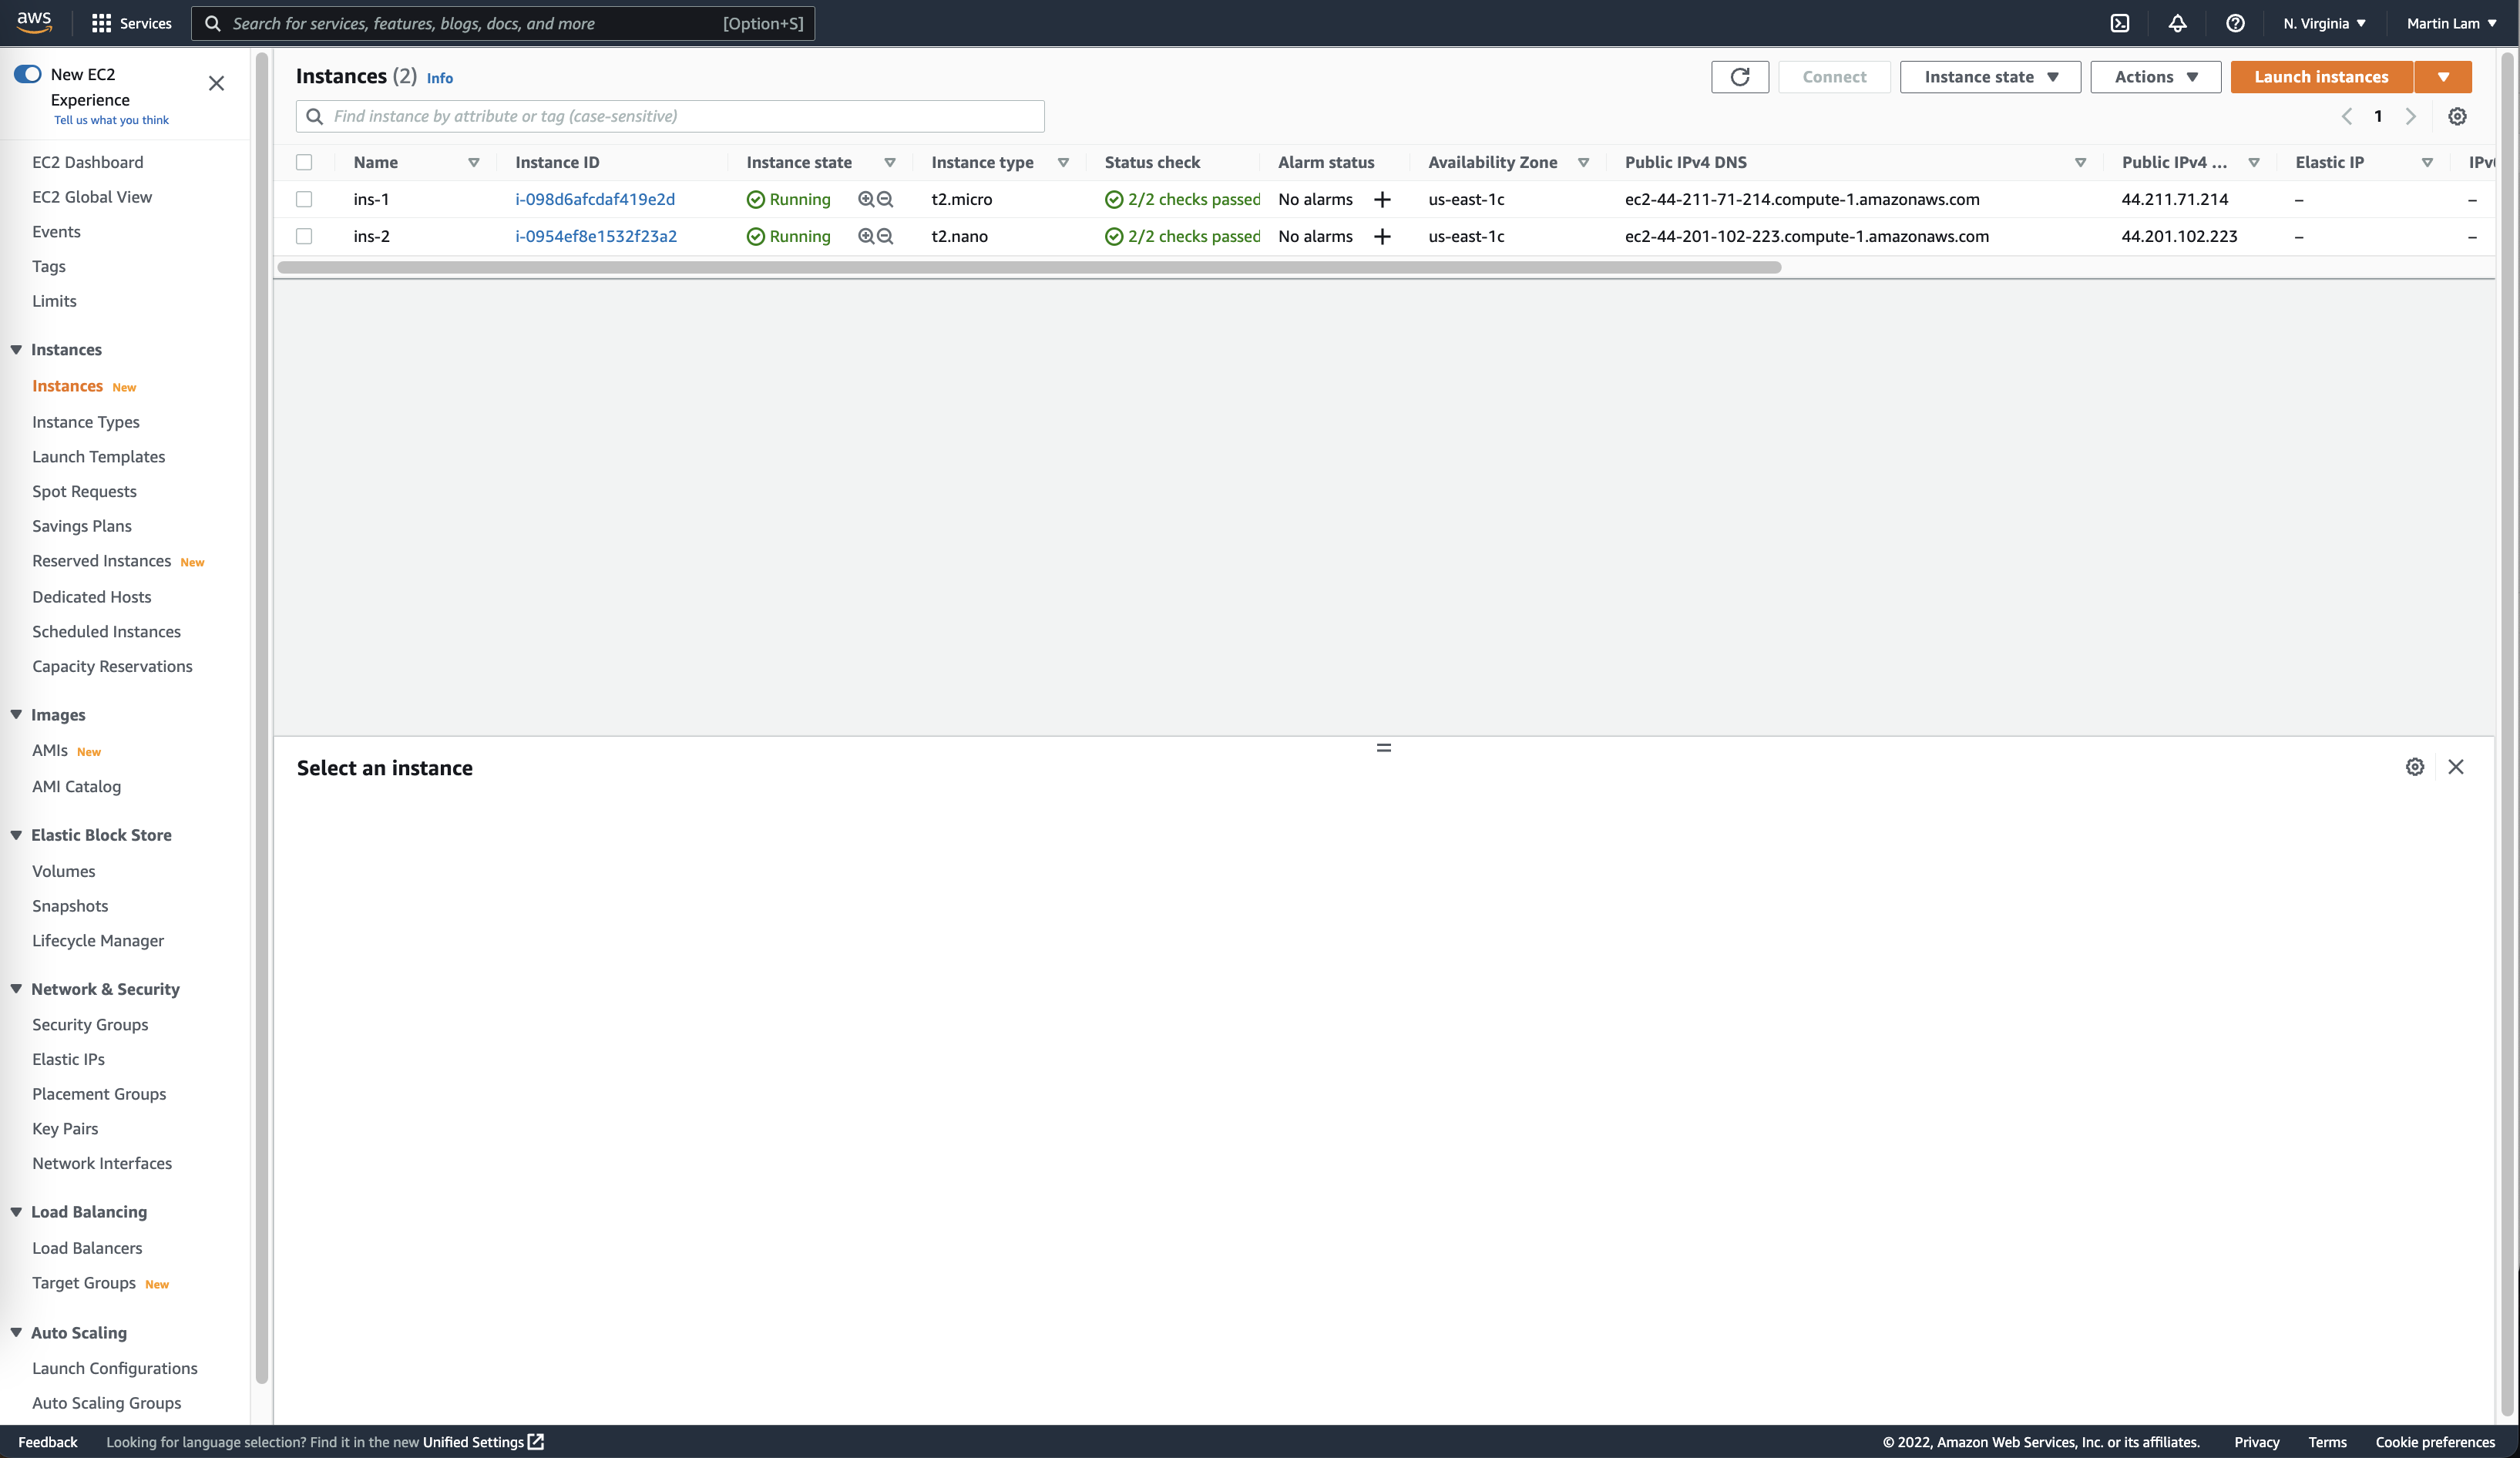 aws
Services
Search for services, features, blogs, docs, and more
[Option+S]
N. Virginia
Martin Lam
New EC2
Experience
Tell us what you think
EC2 Dashboard
EC2 Global View
Events
Tags
Limits
Instances
Instances New
Instance Types
Launch Templates
Spot Requests
Savings Plans
Reserved Instances New
Dedicated Hosts
Scheduled Instances
Capacity Reservations
Images
AMIs New
AMI Catalog
Elastic Block Store
Volumes
Snapshots
Lifecycle Manager
Network & Security
Security Groups
Elastic IPs
Placement Groups
Key Pairs
Network Interfaces
Load Balancing
Load Balancers
Target Groups New
Auto Scaling
Launch Configurations
Auto Scaling Groups
Instances (2) Info
Connect
Instance state
Actions
Launch instances
Find instance by attribute or tag (case-sensitive)
1
Name Instance ID Instance state Instance type Status check Alarm status Availability Zone Public IPv4 DNS Public IPv4 ... Elastic IP
ins-1 i-098d6afcdaf419e2d Running t2.micro 2/2 checks passed No alarms + us-east-1c ec2-44-211-71-214.compute-1.amazonaws.com 44.211.71.214 – –
ins-2 i-0954ef8e1532f23a2 Running t2.nano 2/2 checks passed No alarms + us-east-1c ec2-44-201-102-223.compute-1.amazonaws.com 44.201.102.223 – –
Select an instance
Feedback
Looking for language selection? Find it in the new Unified Settings
© 2022, Amazon Web Services, Inc. or its affiliates.
Privacy
Terms
Cookie preferences